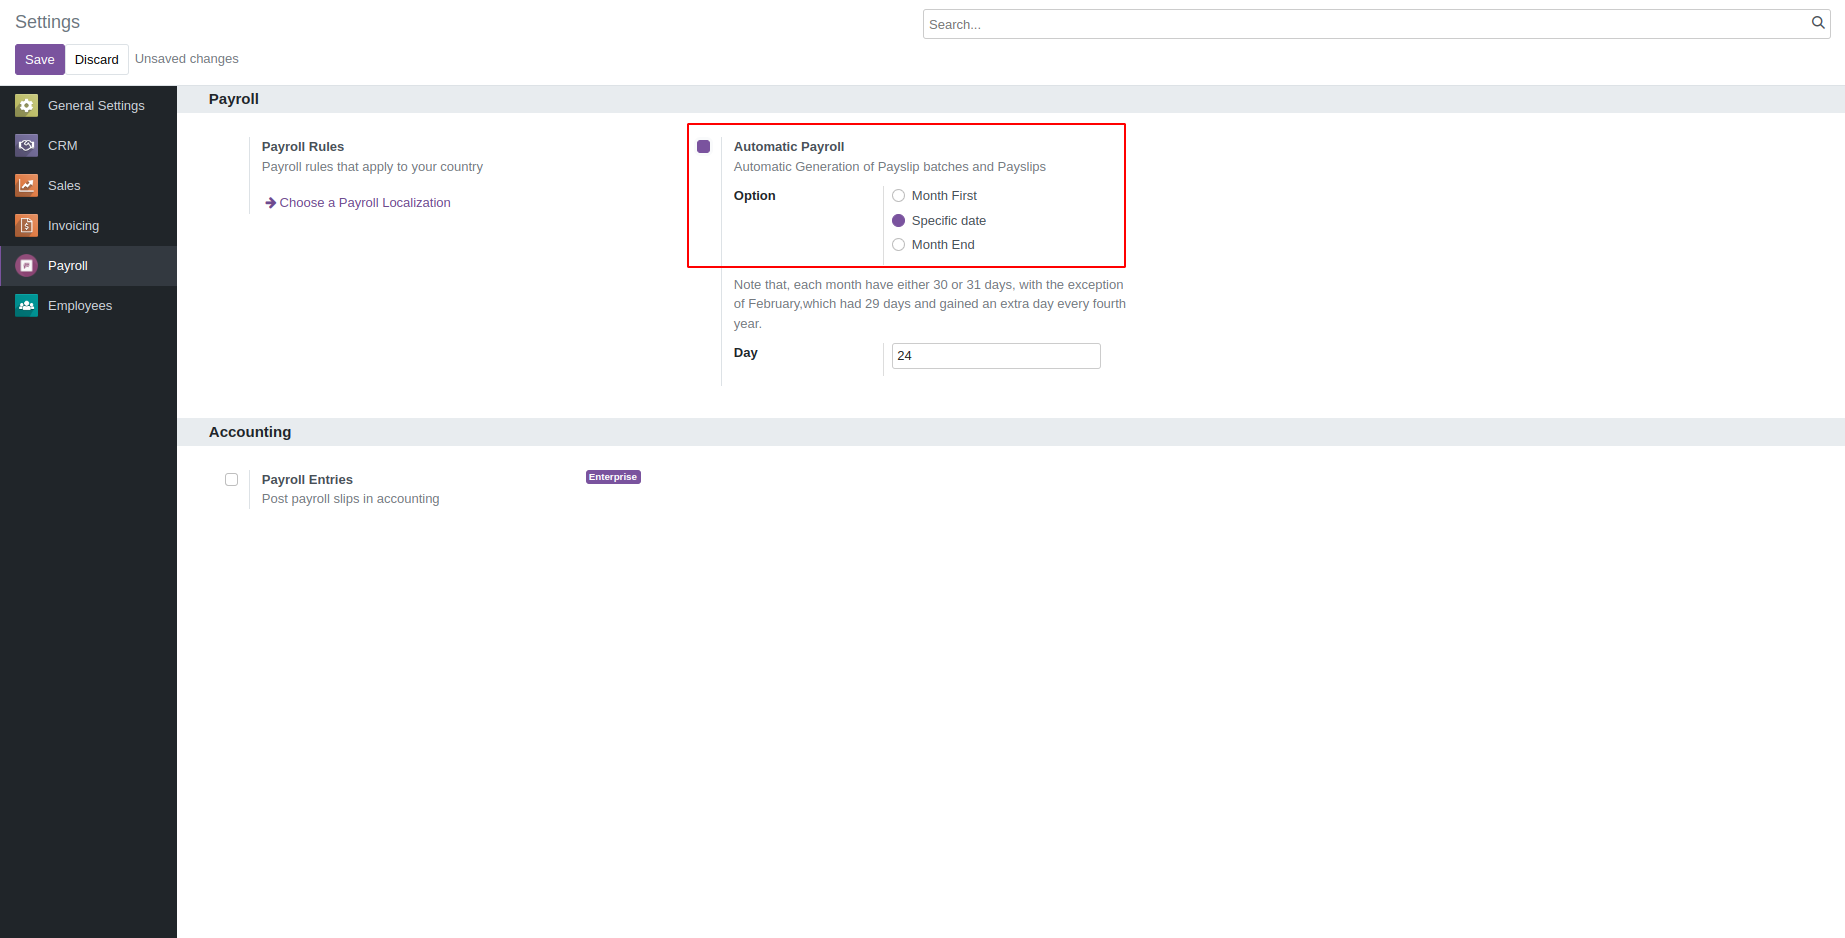 Settings
Search...
Save
Discard
Unsaved changes
General Settings
CRM
Sales
Invoicing
Payroll
Employees
Payroll
Payroll Rules
Payroll rules that apply to your country
Choose a Payroll Localization
Automatic Payroll
Automatic Generation of Payslip batches and Payslips
Option
Month First
Specific date
Month End
Note that, each month have either 30 or 31 days, with the exception
of February,which had 29 days and gained an extra day every fourth
year.
Day
24
Accounting
Payroll Entries
Enterprise
Post payroll slips in accounting